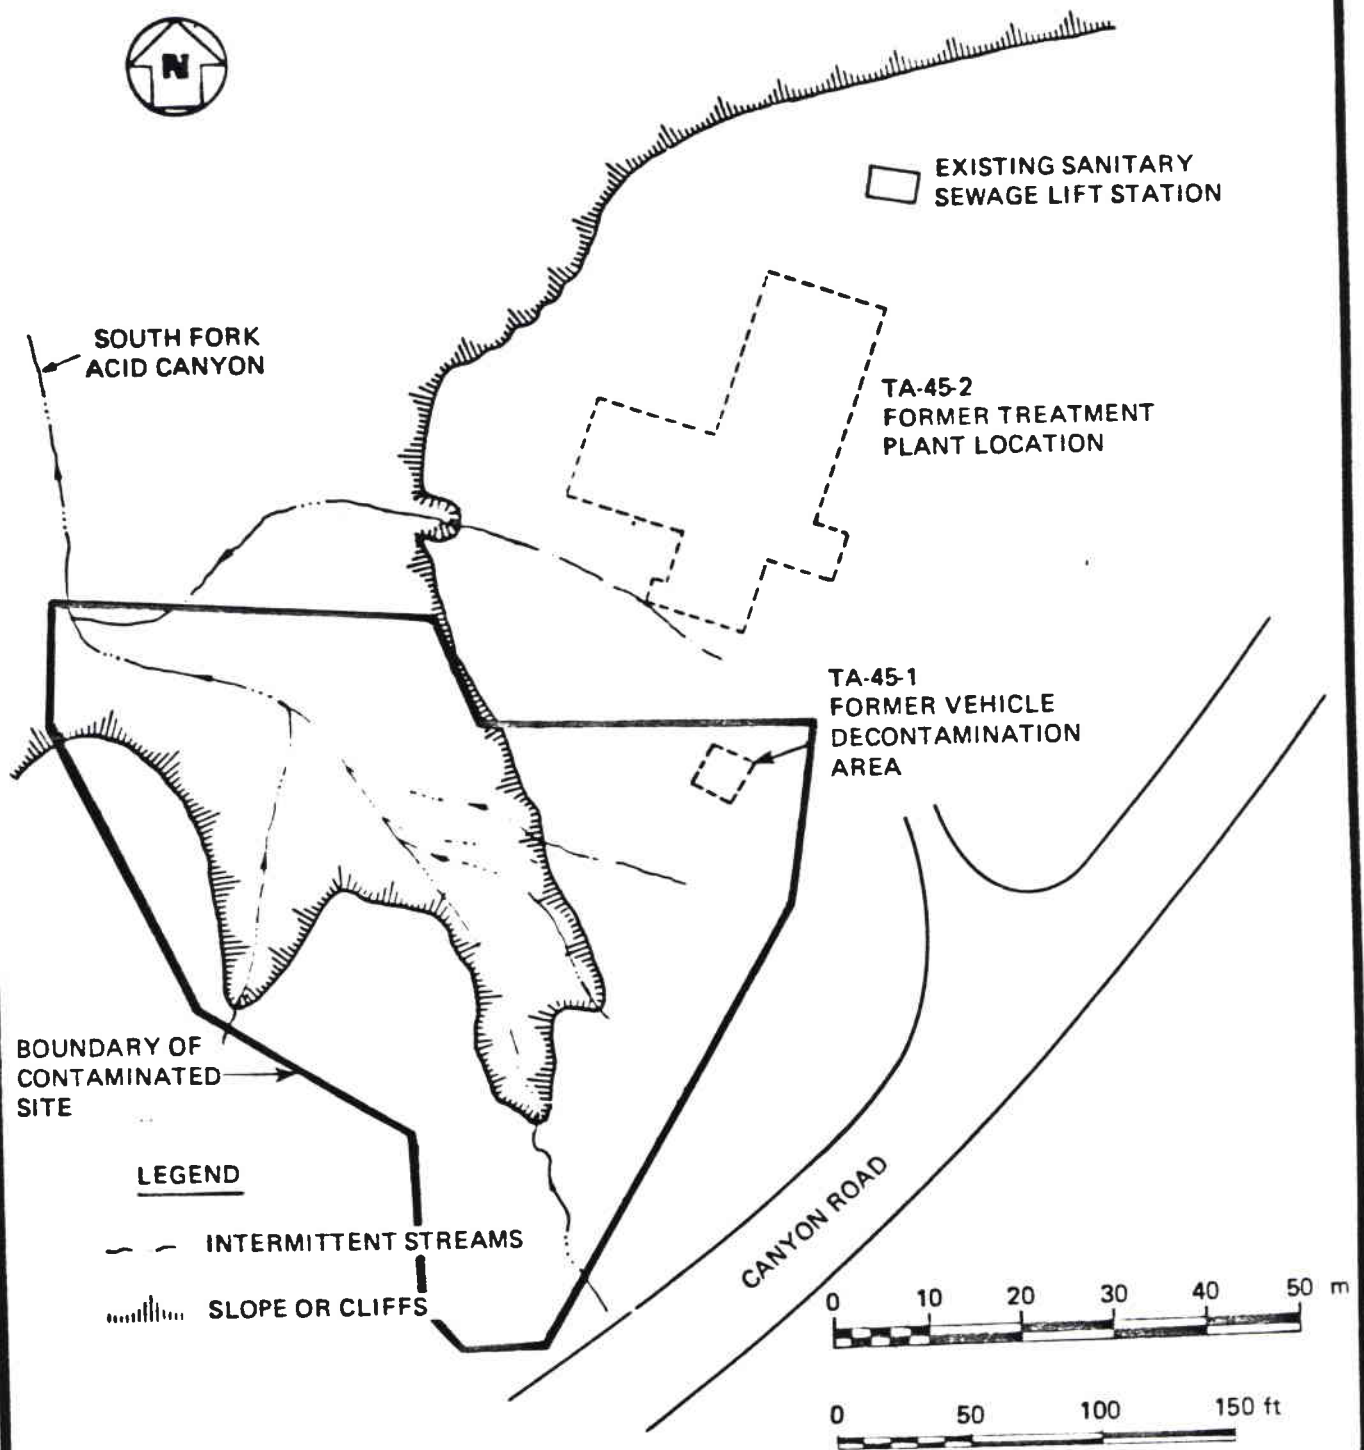 N
EXISTING SANITARY
SEWAGE LIFT STATION
SOUTH FORK
ACID CANYON
TA-45-2
FORMER TREATMENT
PLANT LOCATION
TA-45-1
FORMER VEHICLE
DECONTAMINATION
AREA
BOUNDARY OF
CONTAMINATED
SITE
LEGEND
INTERMITTENT STREAMS
SLOPE OR CLIFFS
CANYON ROAD
0 10 20 30 40 50 m
0 50 100 150 ft